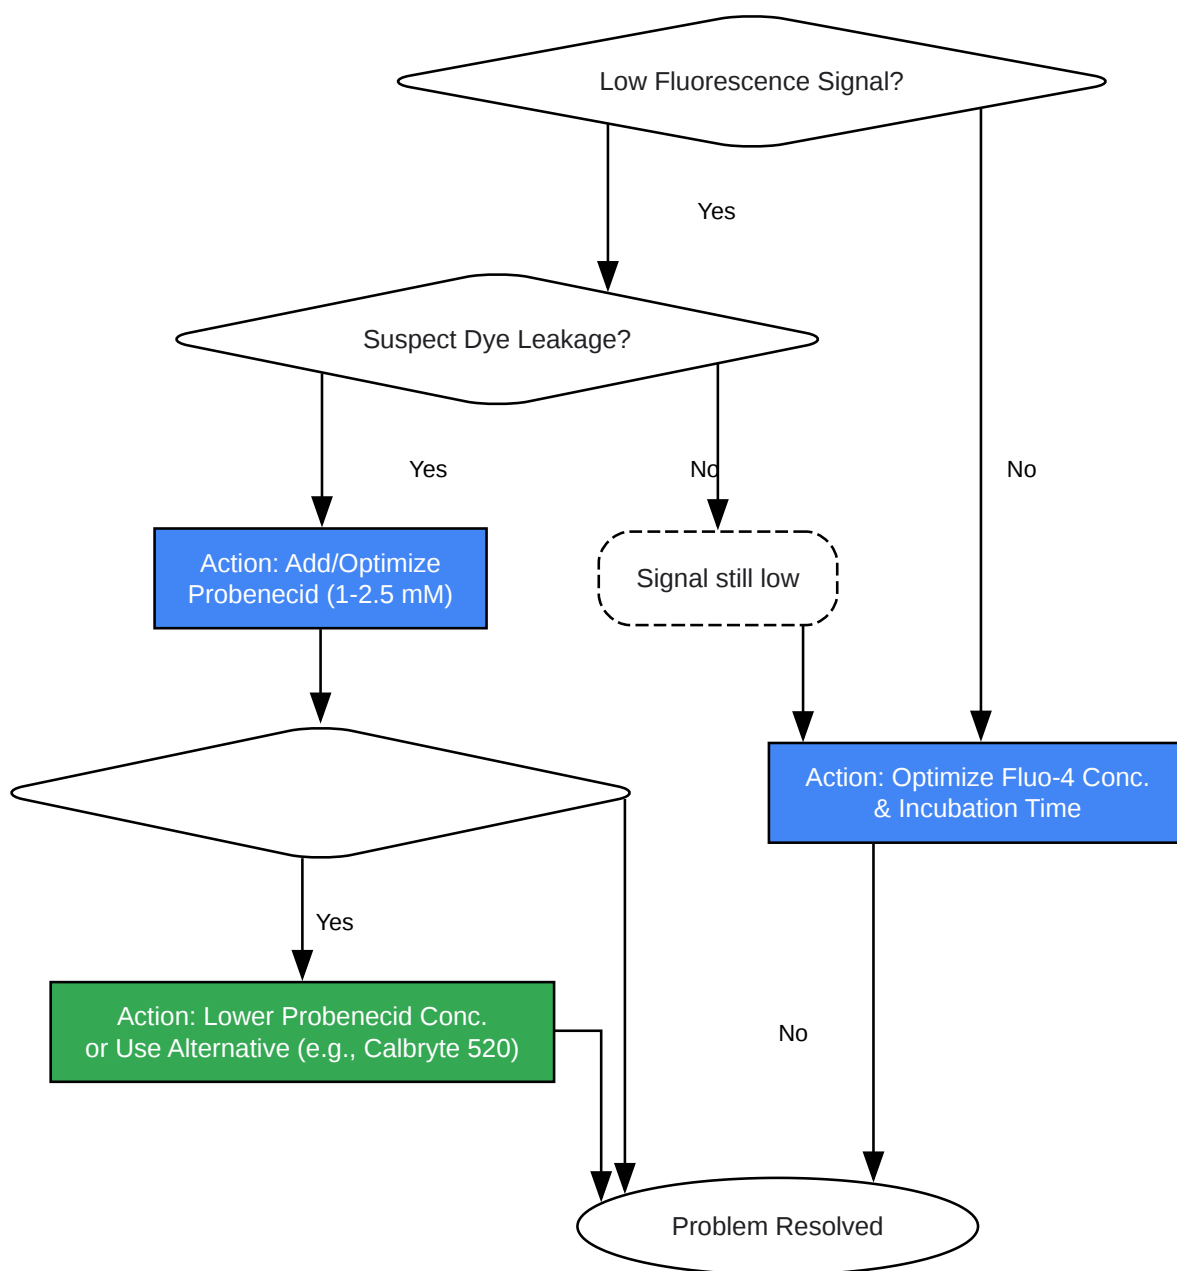 Low Fluorescence Signal?
Yes
Suspect Dye Leakage?
Yes
No
No
Action: Add/Optimize
Probenecid (1-2.5 mM)
Signal still low
Action: Optimize Fluo-4 Conc.
& Incubation Time
Yes
Action: Lower Probenecid Conc.
or Use Alternative (e.g., Calbryte 520)
No
Problem Resolved